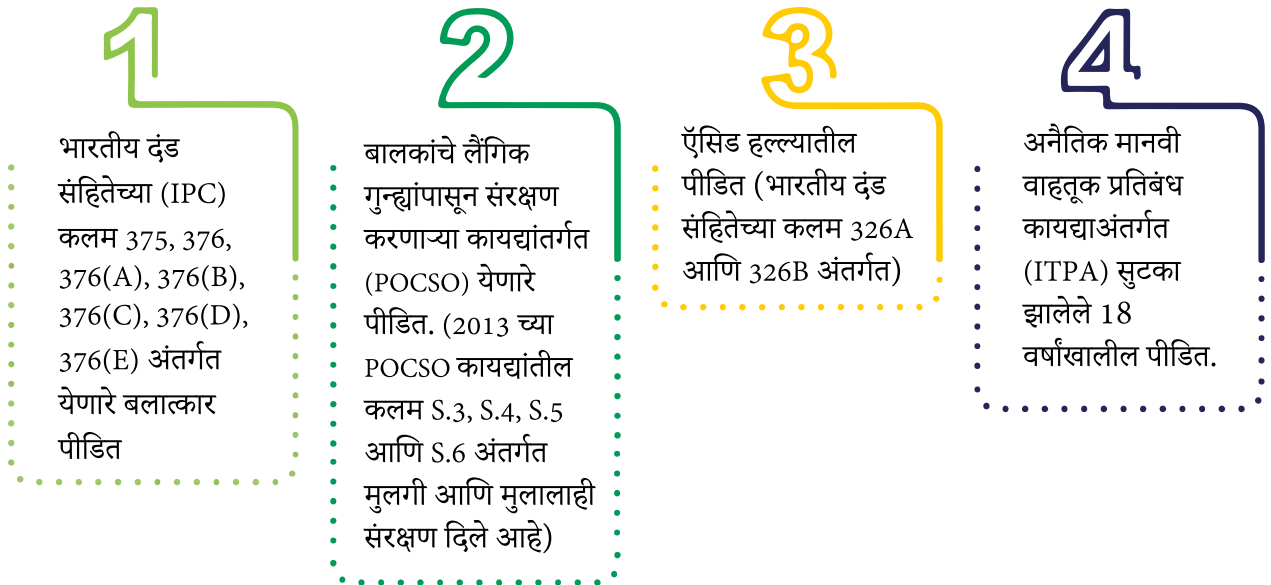 1
भारतीय दंड
संहितेच्या (IPC)
कलम 375, 376,
376(A), 376(B),
376(C), 376(D),
376(E) अंतर्गत
येणारे बलात्कार
पीडित
2
बालकांचे लैंगिक
गुन्ह्यांपासून संरक्षण
करणाऱ्या कायद्यांतर्गत
(POCSO) येणारे
पीडित. (2013 च्या
POCSO कायद्यांतील
कलम S.3, S.4, S.5
आणि S.6 अंतर्गत
मुलगी आणि मुलालाही
संरक्षण दिले आहे)
3
ऍसिड हल्ल्यातील
पीडित (भारतीय दंड
संहितेच्या कलम 326A
आणि 326B अंतर्गत)
4
अनैतिक मानवी
वाहतूक प्रतिबंध
कायद्याअंतर्गत
(ITPA) सुटका
झालेले 18
वर्षांखालील पीडित.